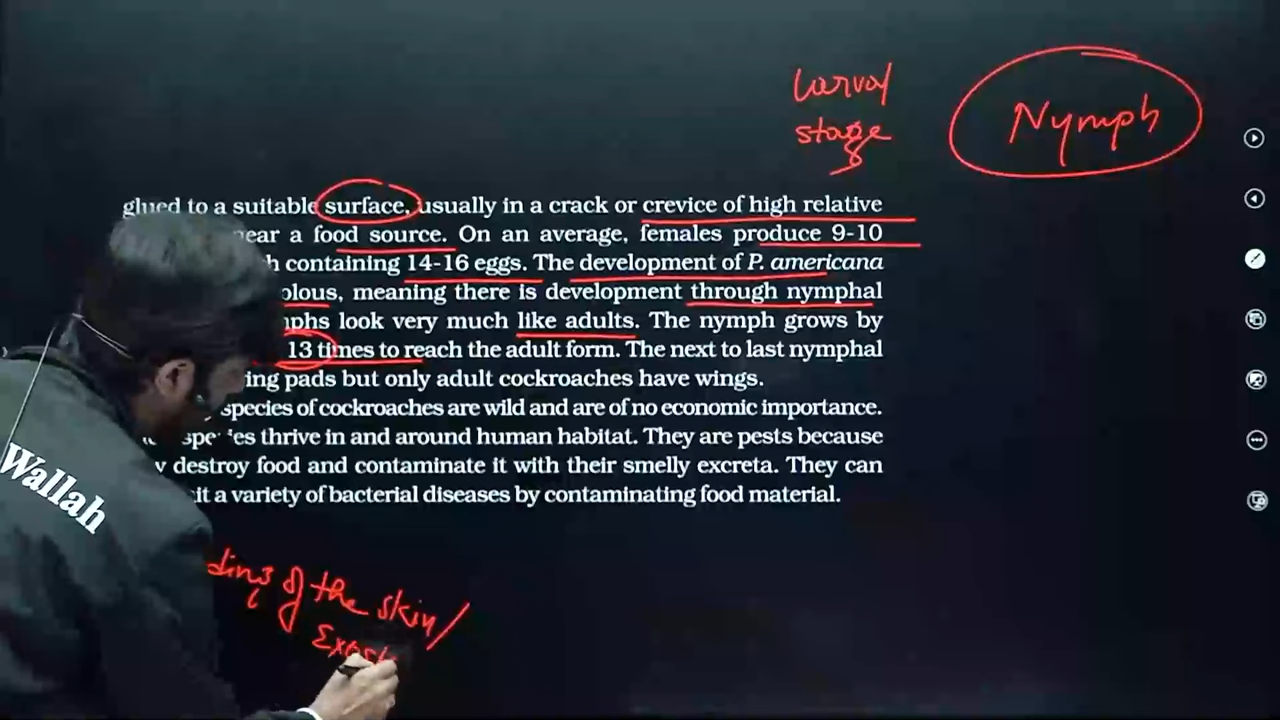 larval
stage
Nymph
glued to a suitable surface, usually in a crack or crevice of high relative
near a food source. On an average, females produce 9-10
containing 14-16 eggs. The development of P. americana
meaning there is development through nymphal
look very much like adults. The nymph grows by
13 times to reach the adult form. The next to last nymphal
pads but only adult cockroaches have wings.
species of cockroaches are wild and are of no economic importance.
thrive in and around human habitat. They are pests because
destroy food and contaminate it with their smelly excreta. They can
a variety of bacterial diseases by contaminating food material.
of the skin/
Wallah